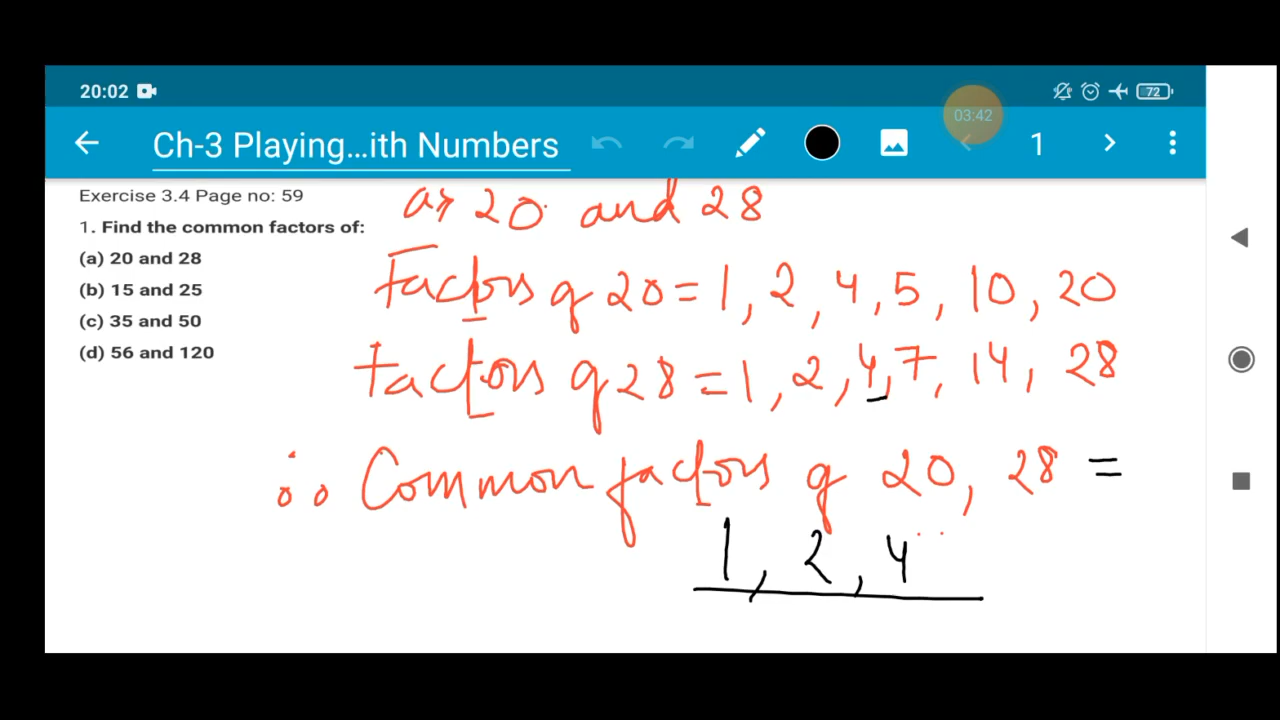 20:02
72
03:42
Ch-3 Playing...ith Numbers
1
Exercise 3.4 Page no: 59
1. Find the common factors of:
(a) 20 and 28
(b) 15 and 25
(c) 35 and 50
(d) 56 and 120
a> 20 and 28
Factors of 20 = 1, 2, 4, 5, 10, 20
factors of 28 = 1, 2, 4, 7, 14, 28
∴ Common factors of 20, 28 =
1, 2, 4